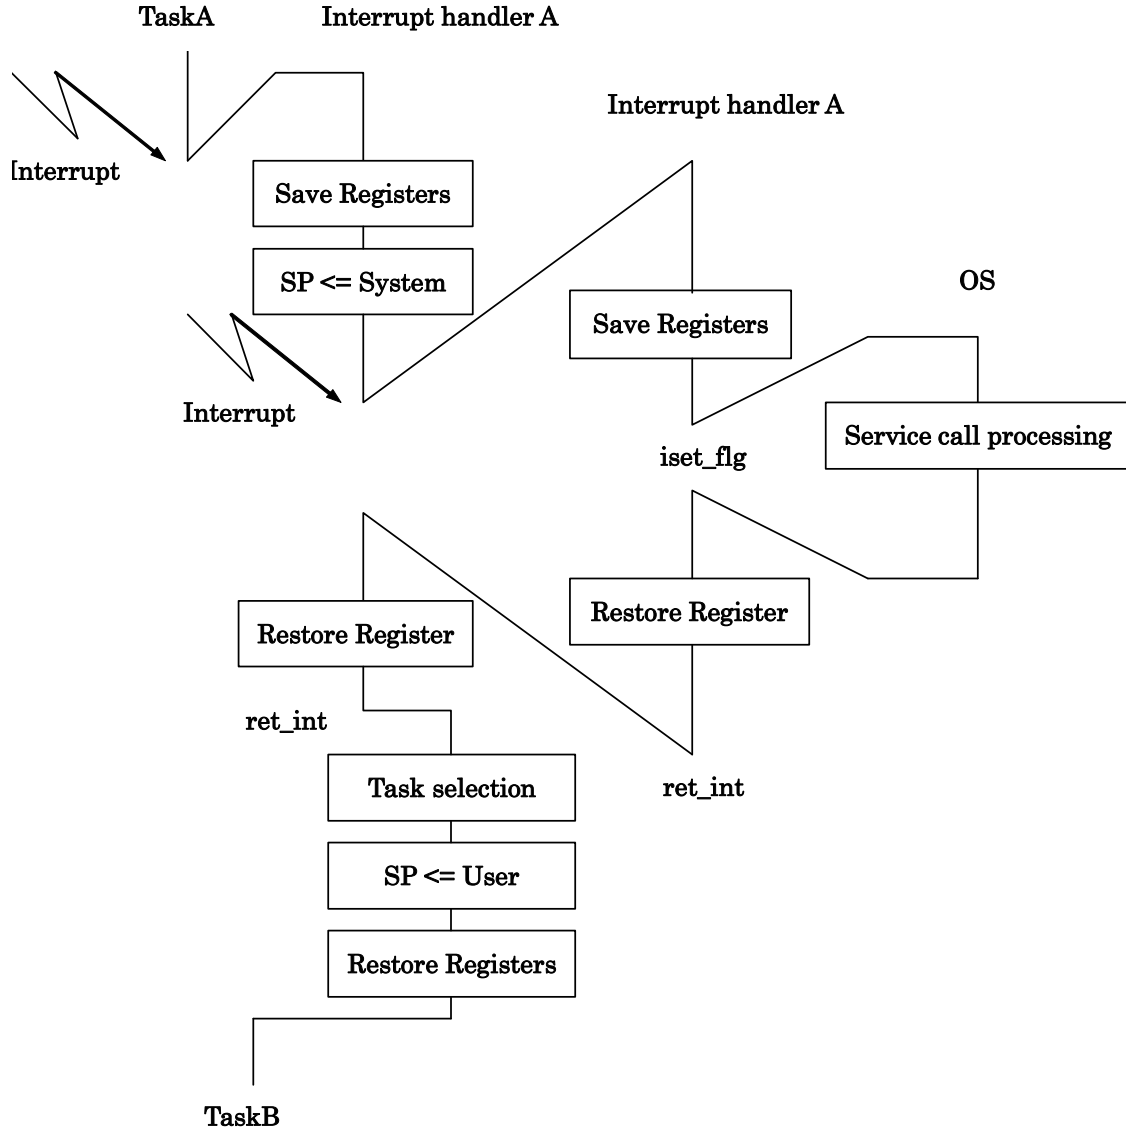 TaskA
Interrupt handler A
Interrupt handler A
Interrupt
Save Registers
SP <= System
OS
Save Registers
Interrupt
Service call processing
iset_flg
Restore Register
Restore Register
ret_int
Task selection
ret_int
SP <= User
Restore Registers
TaskB